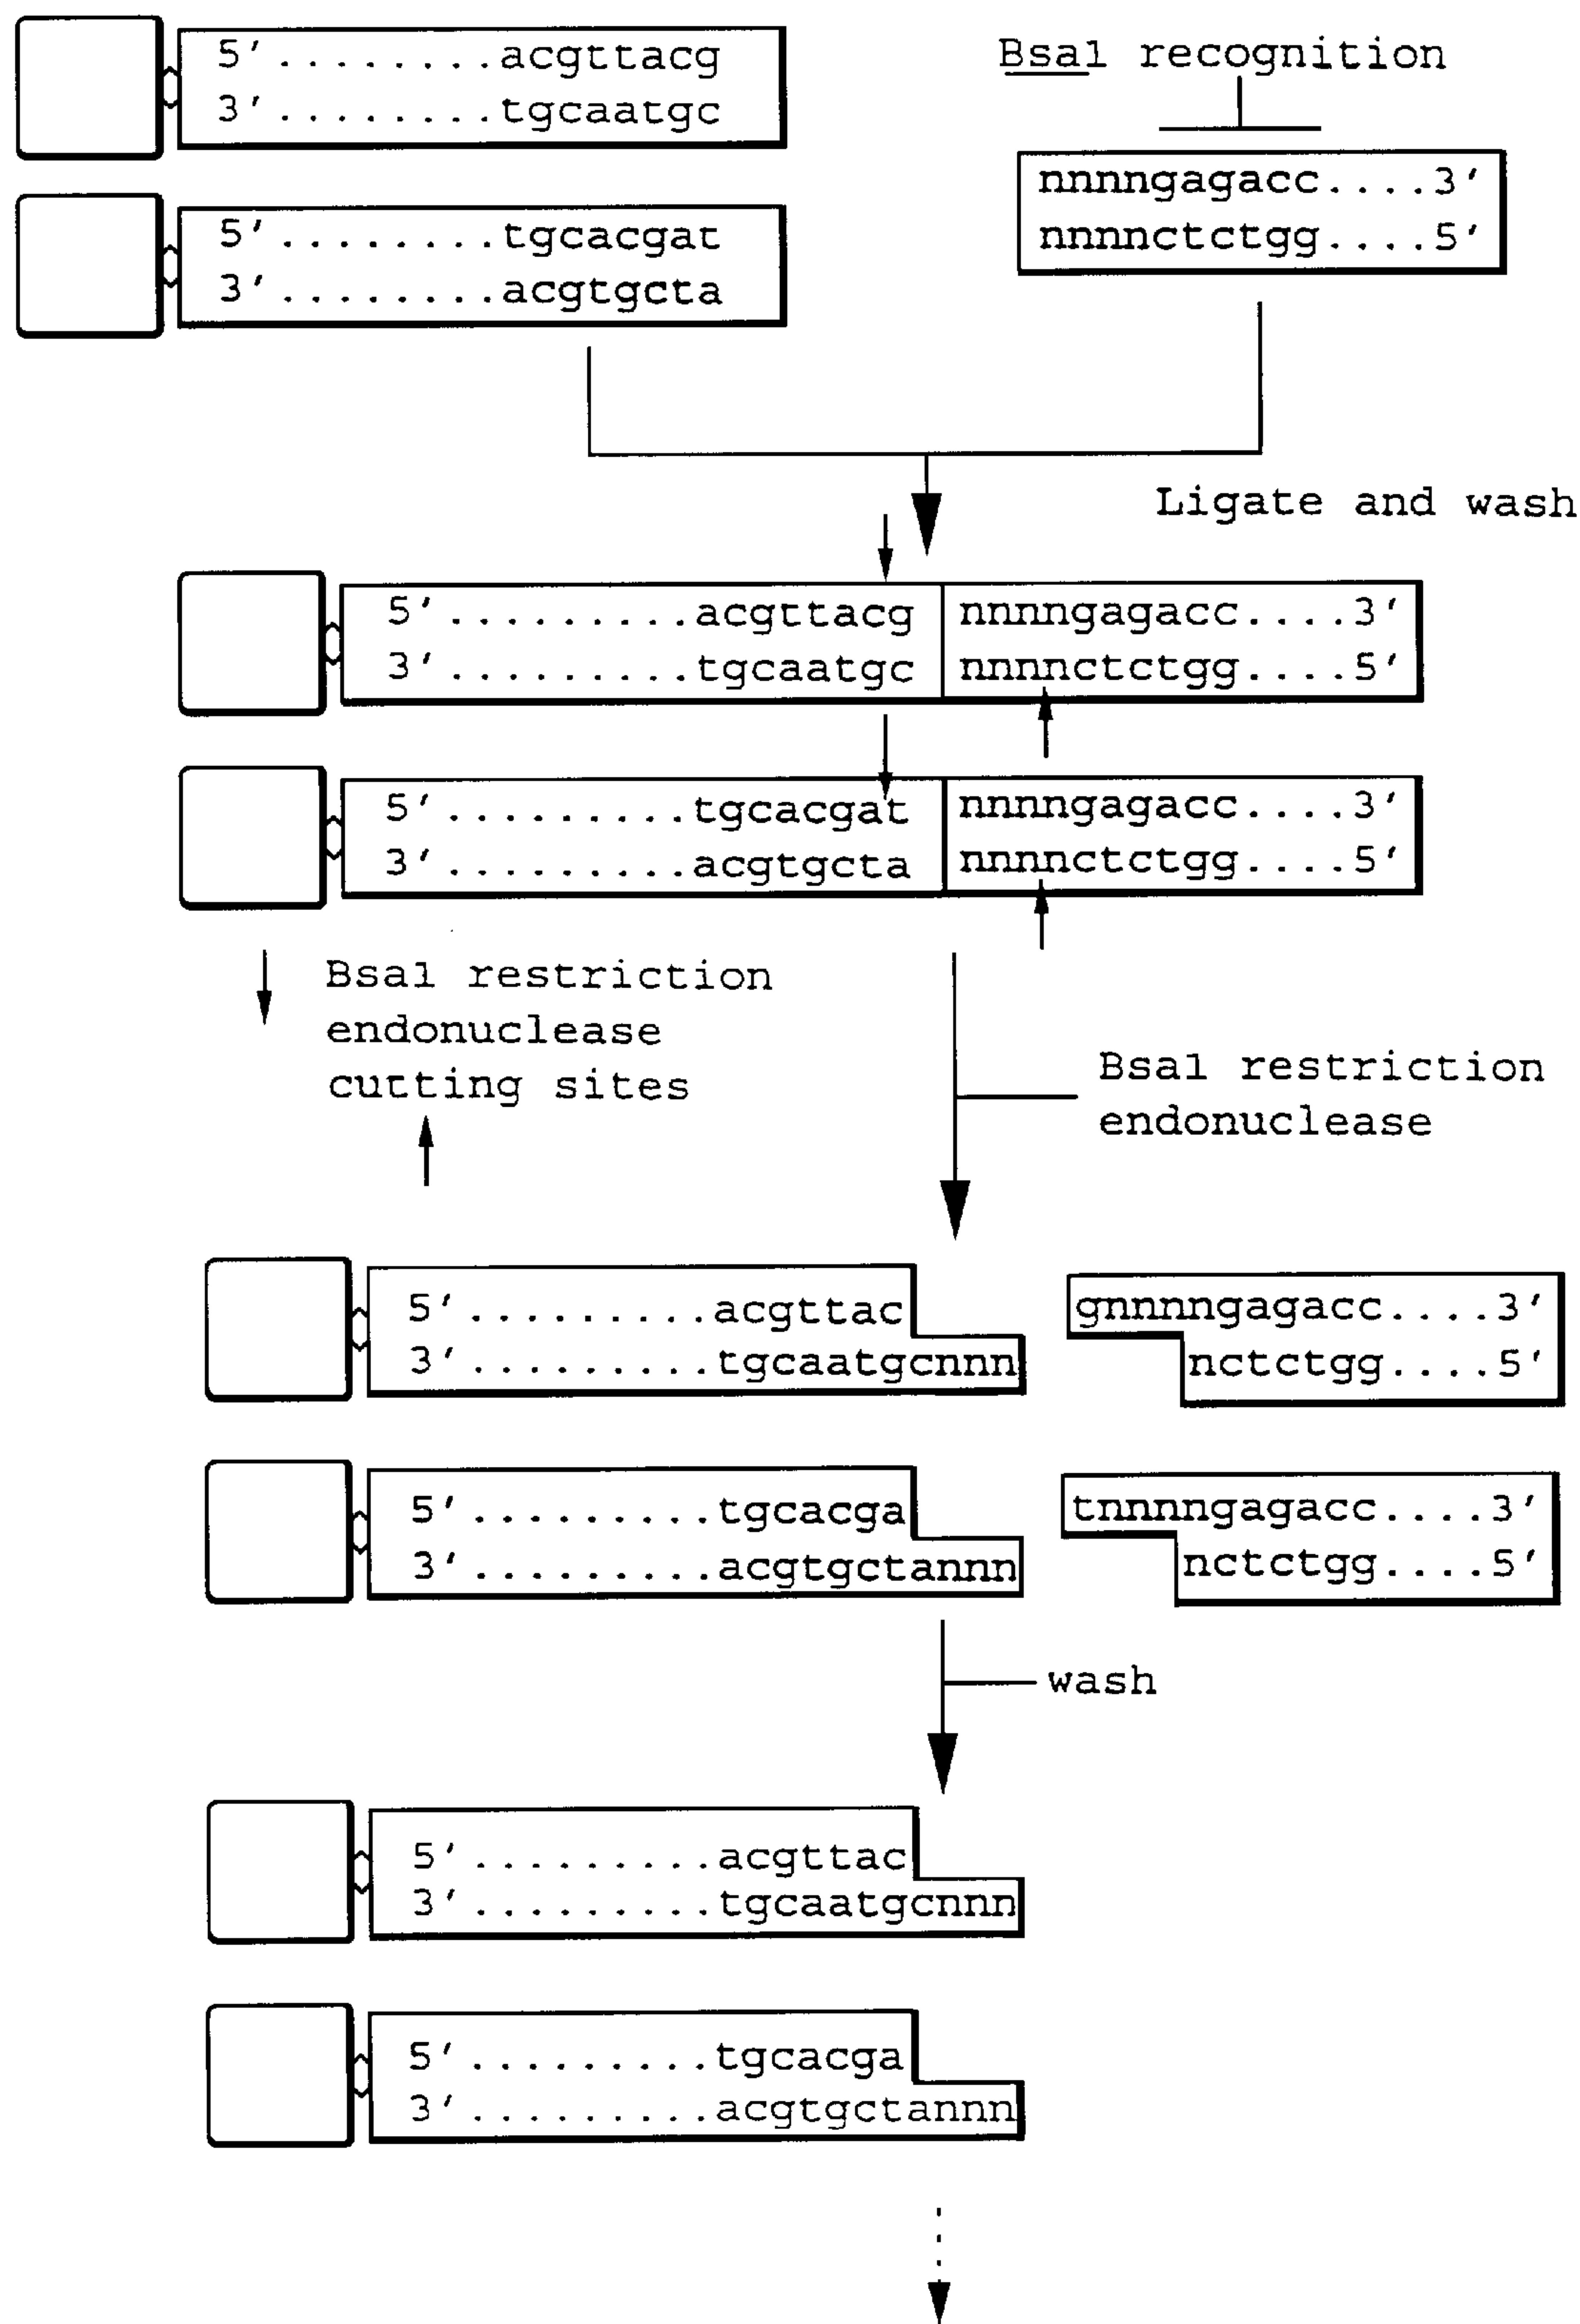 5'........acgttacg
3'........tgcaatgc
Bsal recognition
nnnngagacc....3'
nnnnctctgg....5'
5'........tgcacgat
3'........acgtgcta
Ligate and wash
5'.........acgttacg nnnngagacc....3'
3'.........tgcaatgc nnnnctctgg....5'
5'.........tgcacgat nnnngagacc....3'
3'.........acgtgcta nnnnctctgg....5'
Bsal restriction
endonuclease
cutting sites
Bsal restriction
endonuclease
5'.........acgttac gnnnngagacc....3'
3'.........tgcaatgcnnn nctctgg....5'
5'.........tgcacga tnnnngagacc....3'
3'.........acgtgctannn nctctgg....5'
wash
5'.........acgttac
3'.........tgcaatgcnnn
5'.........tgcacga
3'.........acgtgctannn